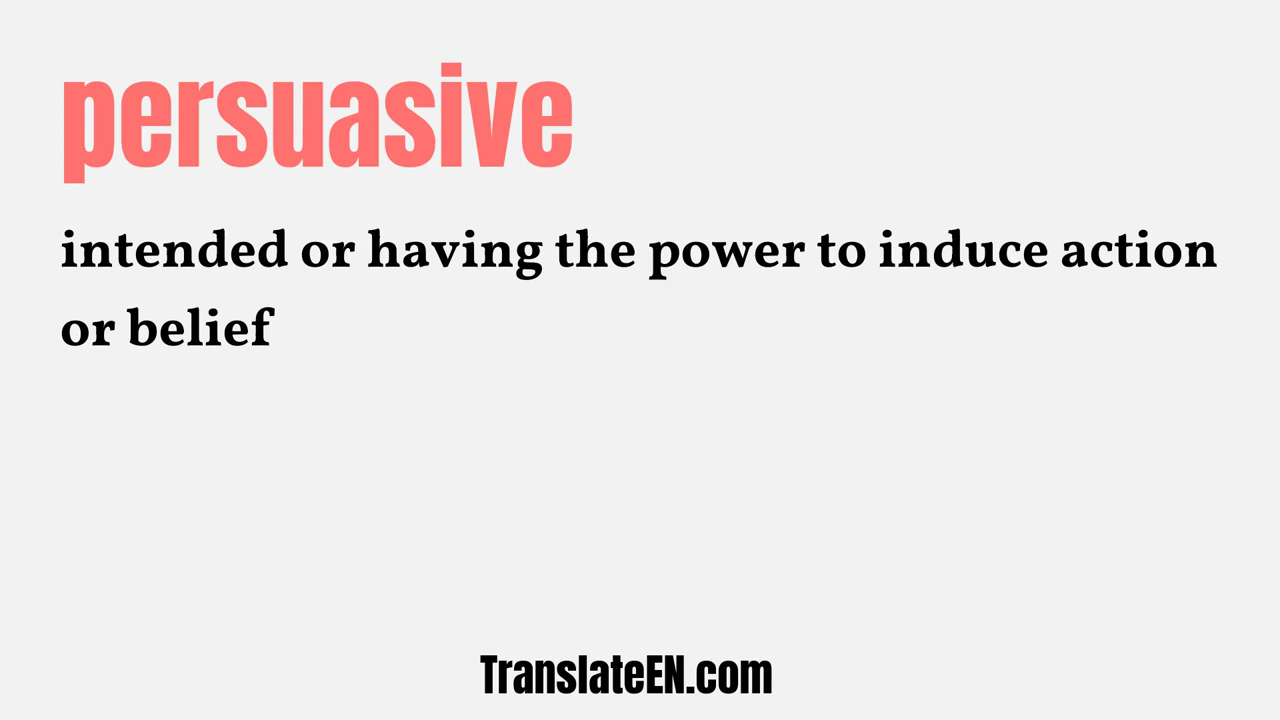 persuasive
intended or having the power to induce action
or belief
TranslateEN.com